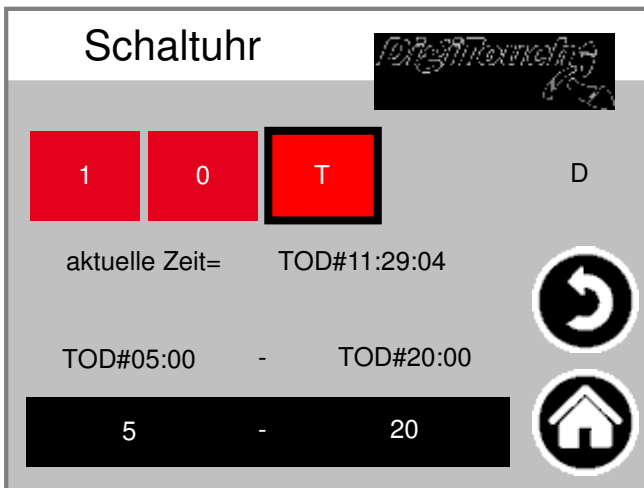 Schaltuhr
DigiTouch
1 0 T D
aktuelle Zeit= TOD#11:29:04
TOD#05:00 - TOD#20:00
5 - 20